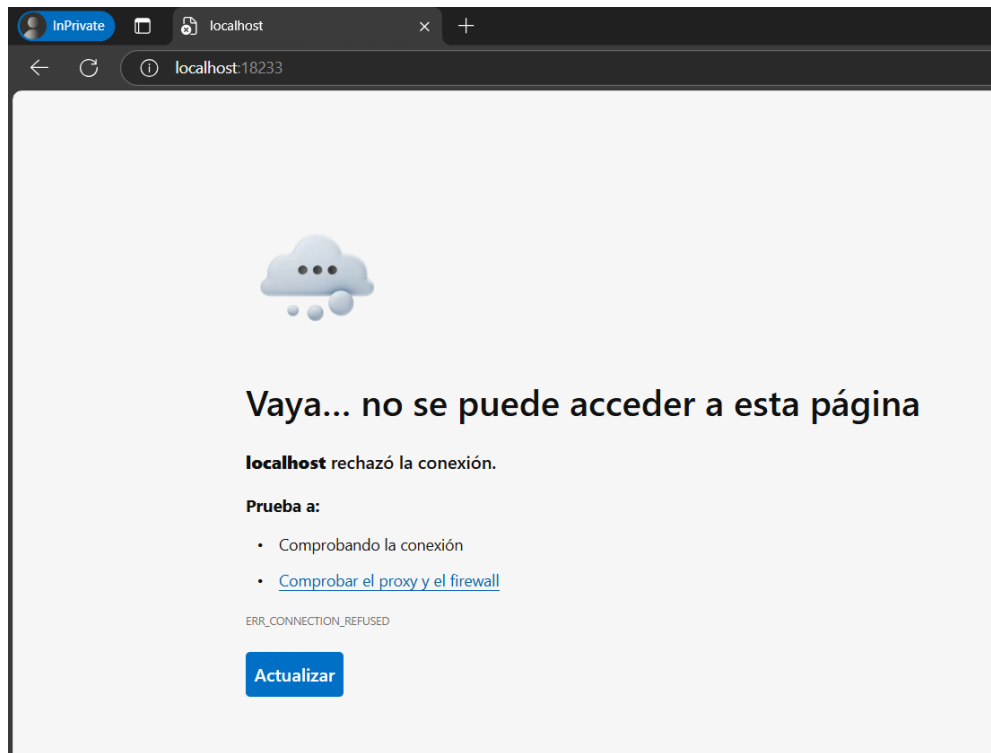 InPrivate
localhost
localhost:18233
Vaya... no se puede acceder a esta página
localhost rechazó la conexión.
Prueba a:
• Comprobando la conexión
• Comprobar el proxy y el firewall
ERR_CONNECTION_REFUSED
Actualizar